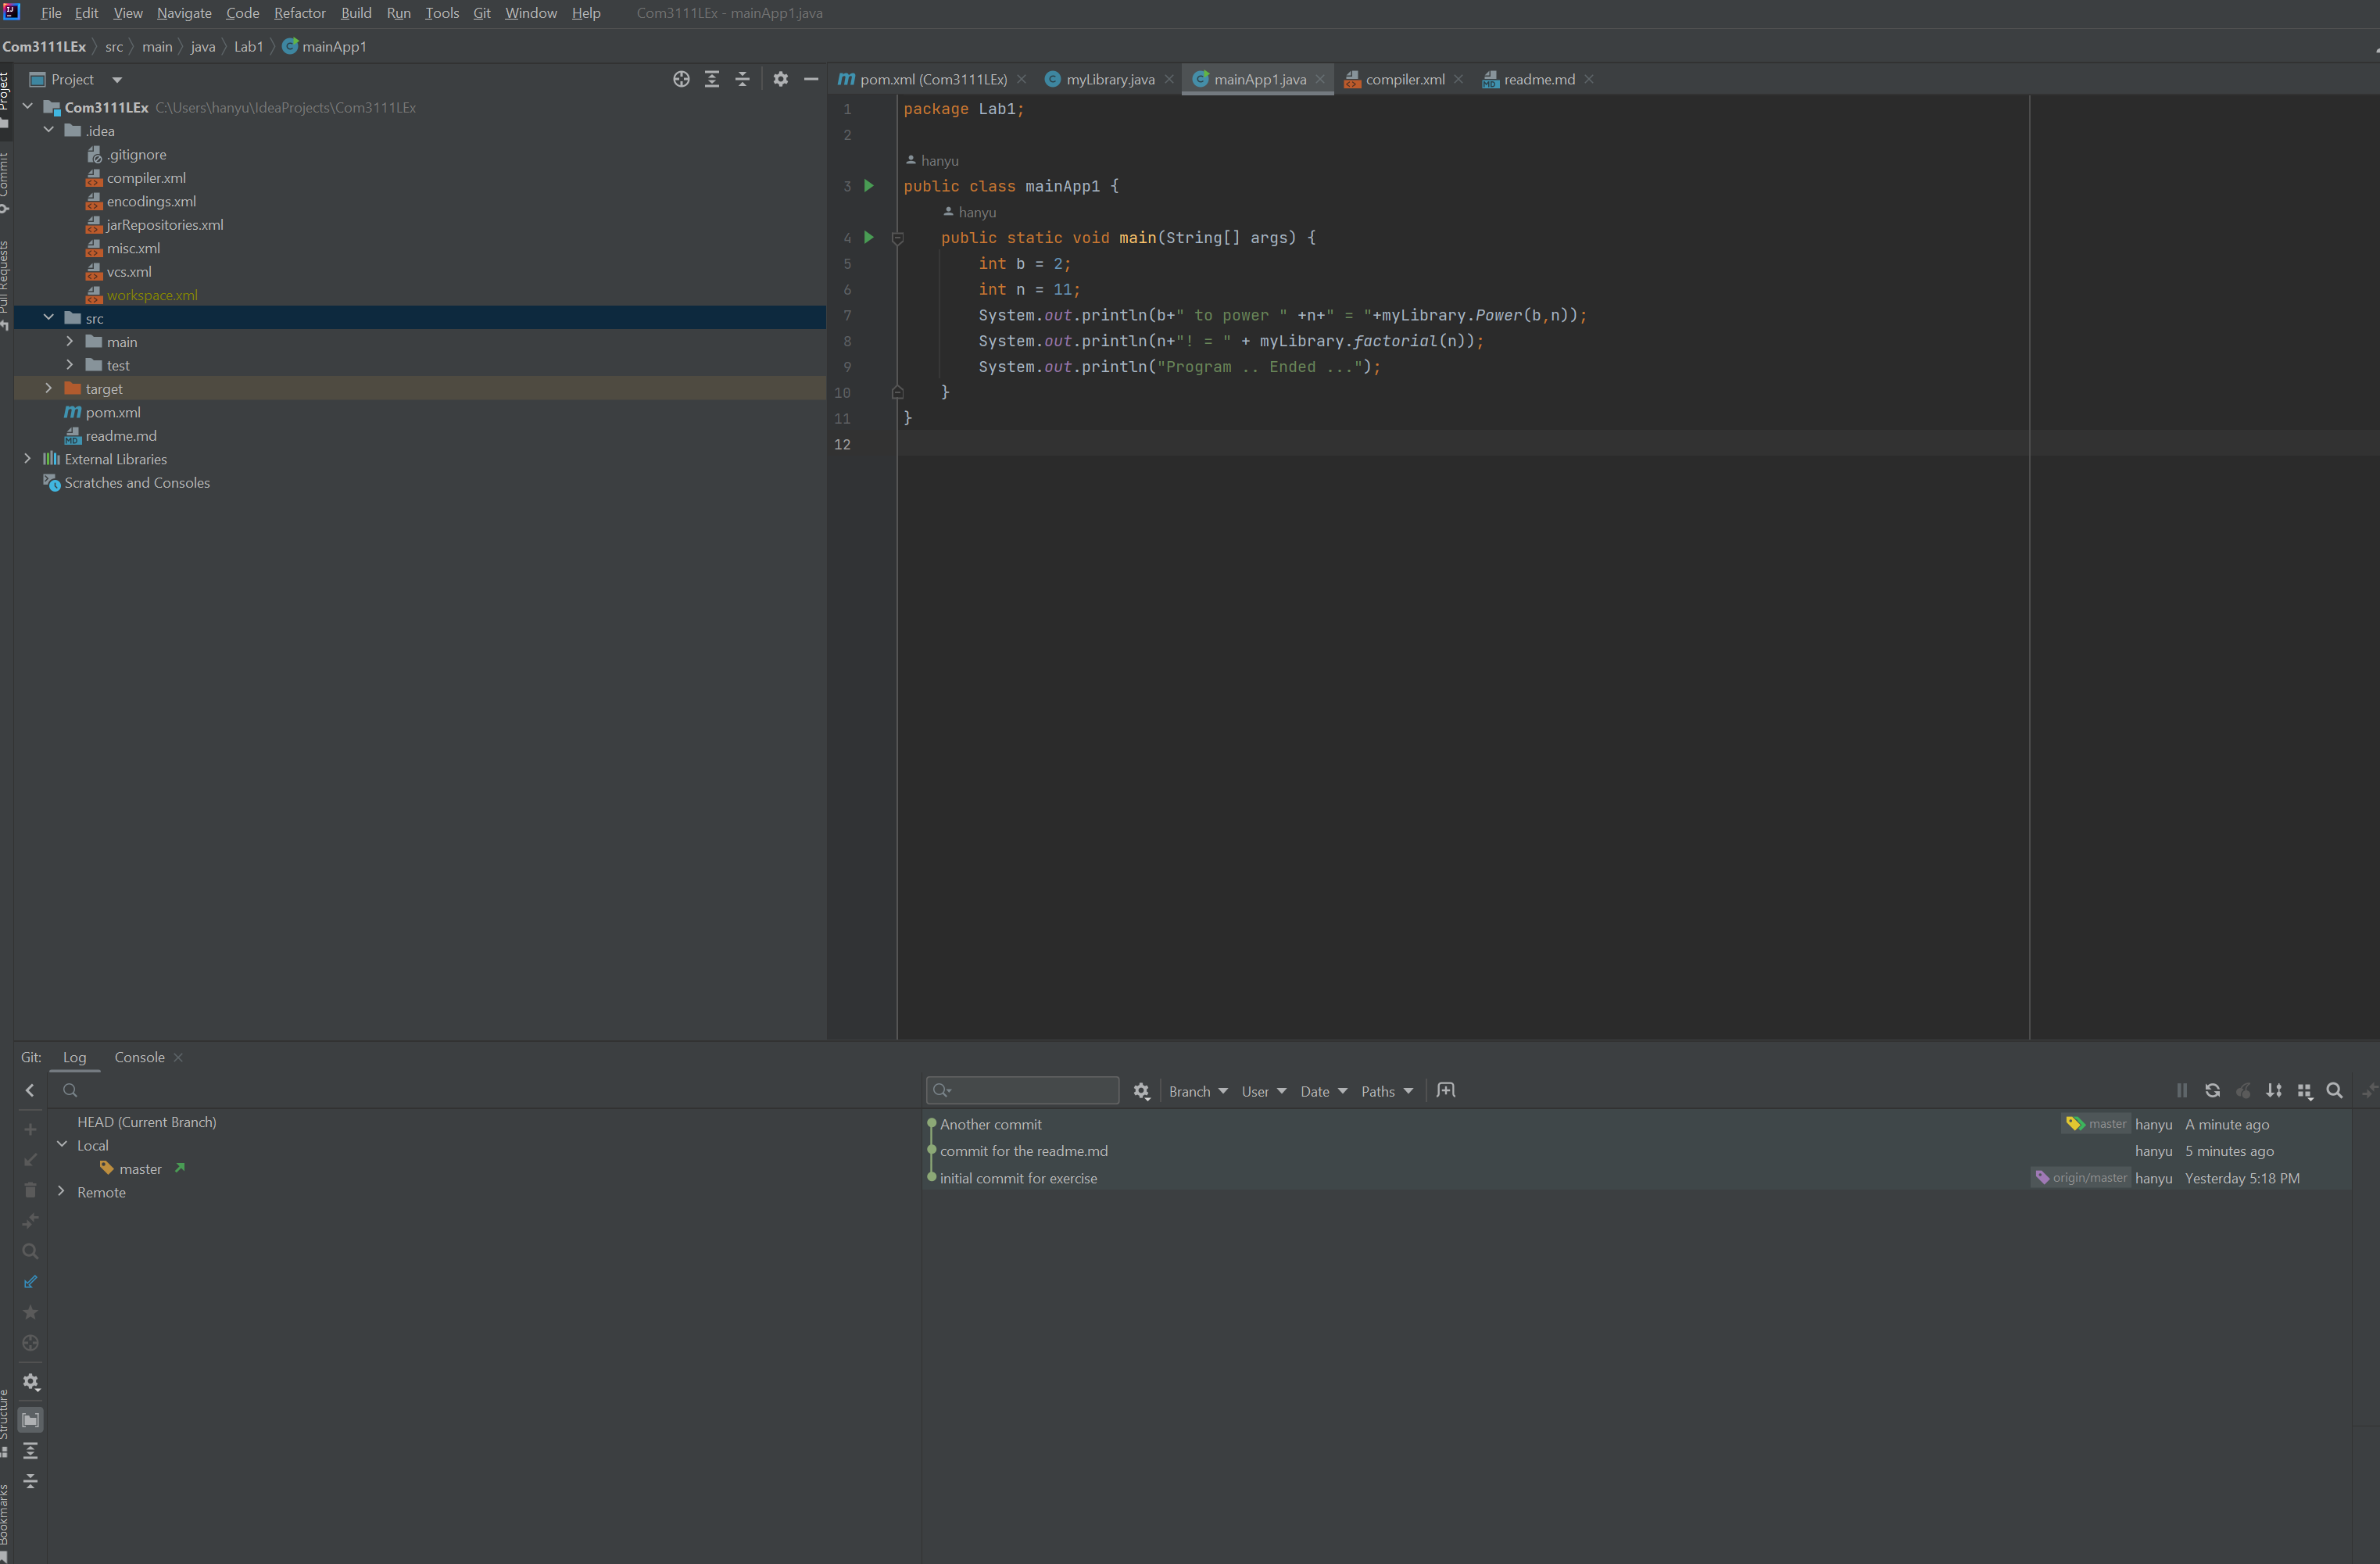 File Edit View Navigate Code Refactor Build Run Tools Git Window Help Com3111LEx - mainApp1.java
Com3111LEx src main java Lab1 mainApp1
Project
Project
pom.xml (Com3111LEx) myLibrary.java mainApp1.java compiler.xml readme.md
Com3111LEx C:\Users\hanyu\IdeaProjects\Com3111LEx
.idea
.gitignore
compiler.xml
encodings.xml
jarRepositories.xml
misc.xml
vcs.xml
workspace.xml
src
main
test
target
pom.xml
readme.md
External Libraries
Scratches and Consoles
Commit
Pull Requests
1 package Lab1;
2
hanyu
3 public class mainApp1 {
hanyu
4 public static void main(String[] args) {
5 int b = 2;
6 int n = 11;
7 System.out.println(b+" to power " +n+" = "+myLibrary.Power(b,n));
8 System.out.println(n+"! = " + myLibrary.factorial(n));
9 System.out.println("Program .. Ended ...");
10 }
11 }
12
Git: Log Console
Branch User Date Paths
HEAD (Current Branch)
Local
master
Remote
Another commit master hanyu A minute ago
commit for the readme.md hanyu 5 minutes ago
initial commit for exercise origin/master hanyu Yesterday 5:18 PM
Structure
Bookmarks